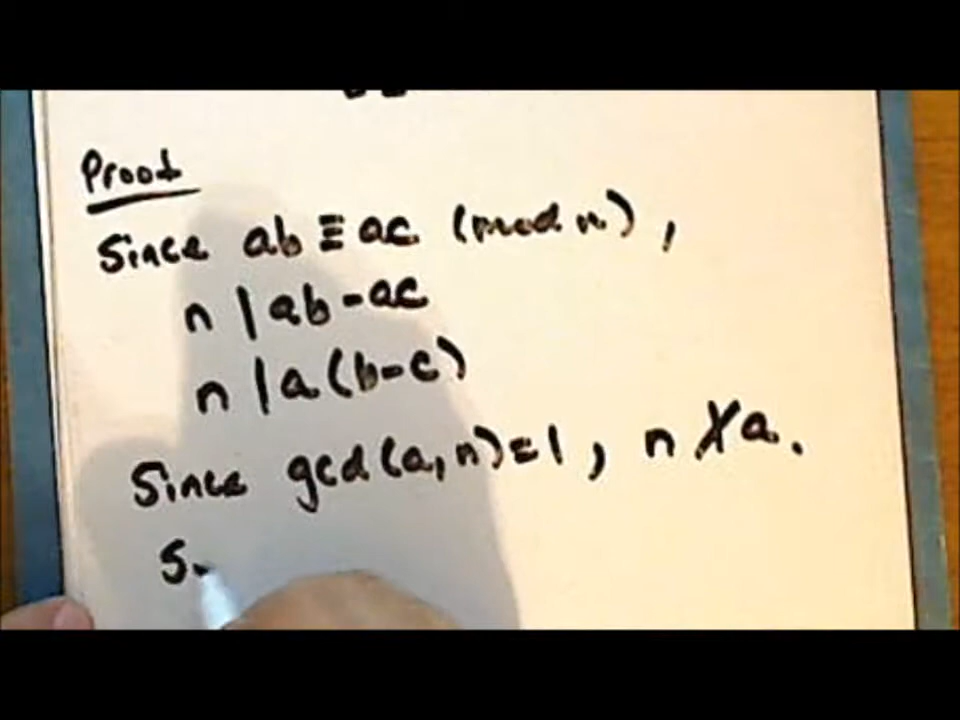 Proof
Since ab ≡ ac (mod n),
n | ab - ac
n | a(b-c)
Since gcd(a,n)=1, n ∤ a.
S